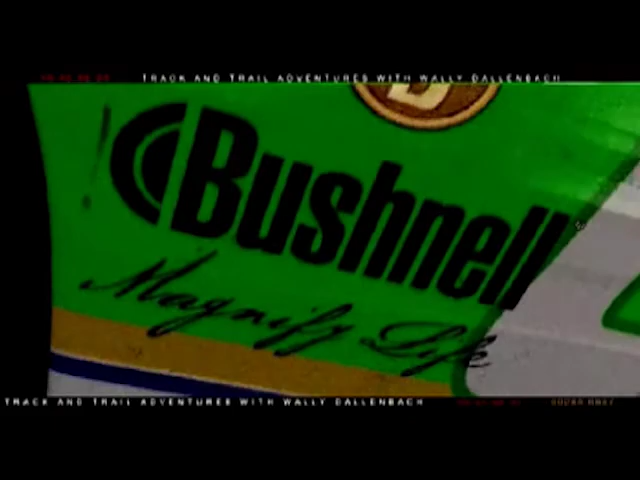 TRACK AND TRAIL ADVENTURES WITH WALLY DALLENBACH
Bushnell
Magnify Life
TRACK AND TRAIL ADVENTURES WITH WALLY DALLENBACH